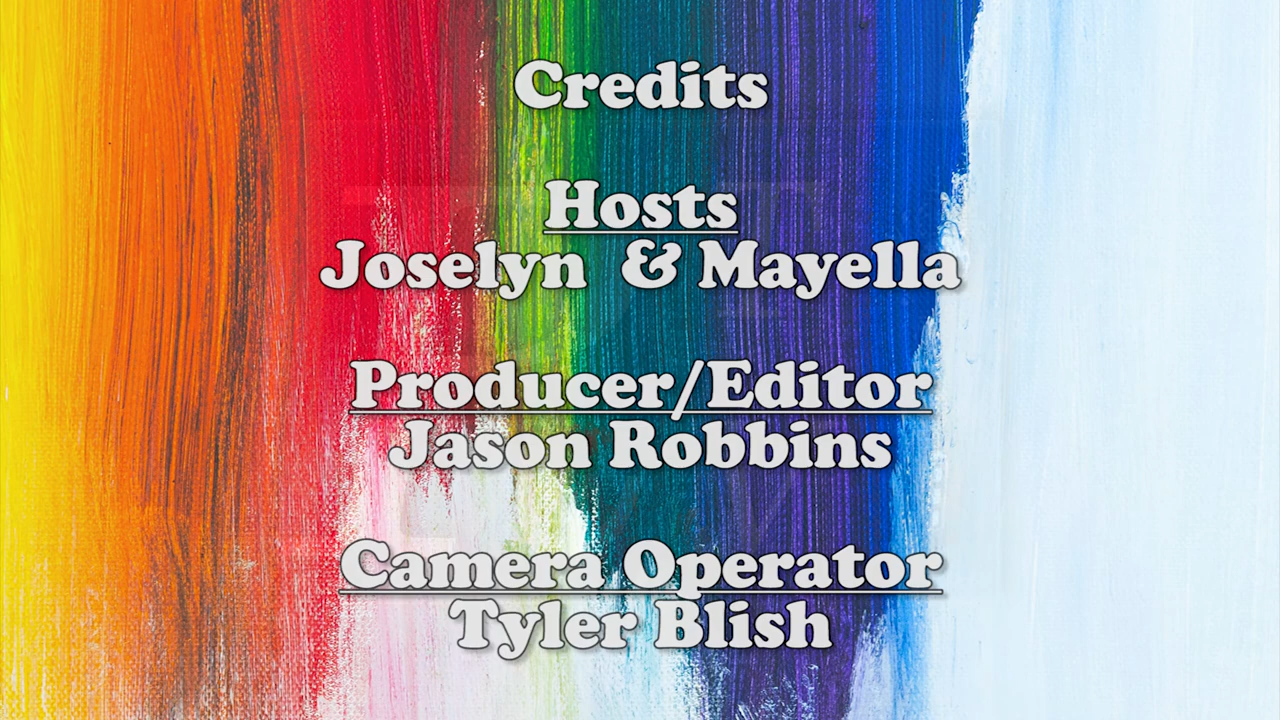 Credits
Hosts
Joselyn & Mayella
Producer/Editor
Jason Robbins
Camera Operator
Tyler Blish